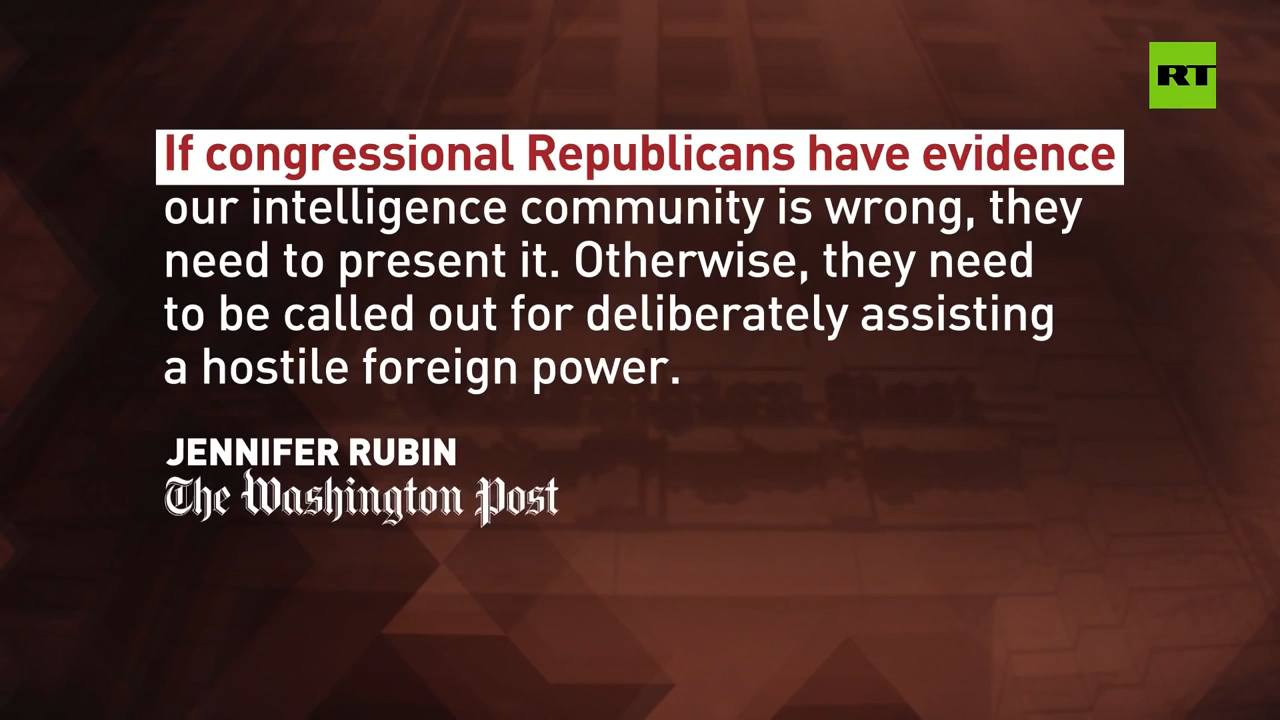 RT
If congressional Republicans have evidence
our intelligence community is wrong, they
need to present it. Otherwise, they need
to be called out for deliberately assisting
a hostile foreign power.
JENNIFER RUBIN
The Washington Post